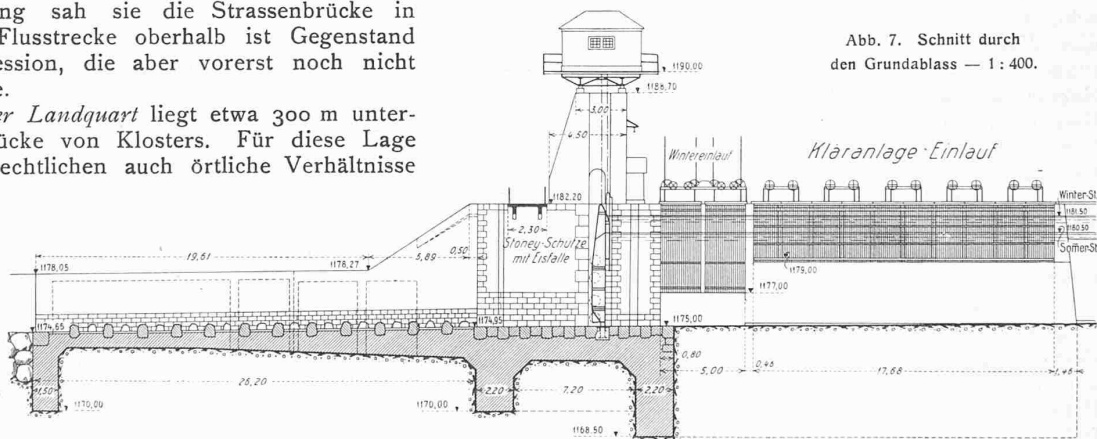 ng sah sie die Strassenbrücke in
Flusstrecke oberhalb ist Gegenstand
ession, die aber vorerst noch nicht
e.
er Landquart liegt etwa 300 m unter-
ücke von Klosters. Für diese Lage
echtlichen auch örtliche Verhältnisse
Abb. 7. Schnitt durch
den Grundablass — 1 : 400.
1190,00
1188,70
3,00
4,50
Wintereinlauf
Kläranlage-Einlauf
1182,20
Winter-St
1181.50
1180.50
Somer-St
2,30
Stoney-Schütze
mit Eisfalle
19,61
5,89
0,50
1178,05
1178,27
1179,00
1177,00
1174,65
1174,95
1175,00
0,80
5,00
0,45
17,68
1,45
26,20
1,50
2,20
7,20
2,20
1170,00
1170,00
1168.50